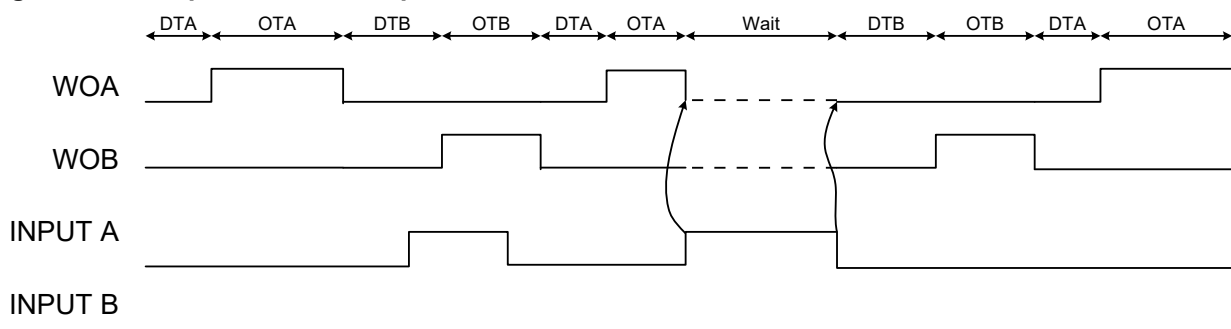 DTA OTA DTB OTB DTA OTA Wait DTB OTB DTA OTA
WOA
WOB
INPUT A
INPUT B